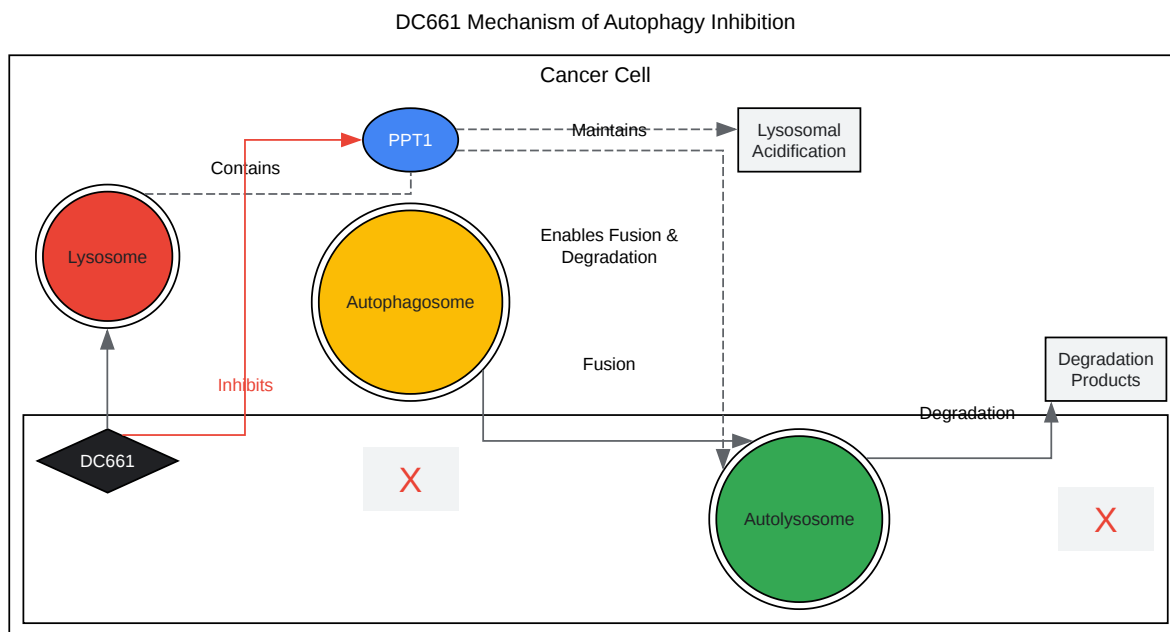 DC661 Mechanism of Autophagy Inhibition
Cancer Cell
PPT1
Maintains
Lysosomal
Acidification
Contains
Lysosome
Enables Fusion &
Degradation
Autophagosome
Fusion
Degradation
Products
Inhibits
Degradation
DC661
X
Autolysosome
X